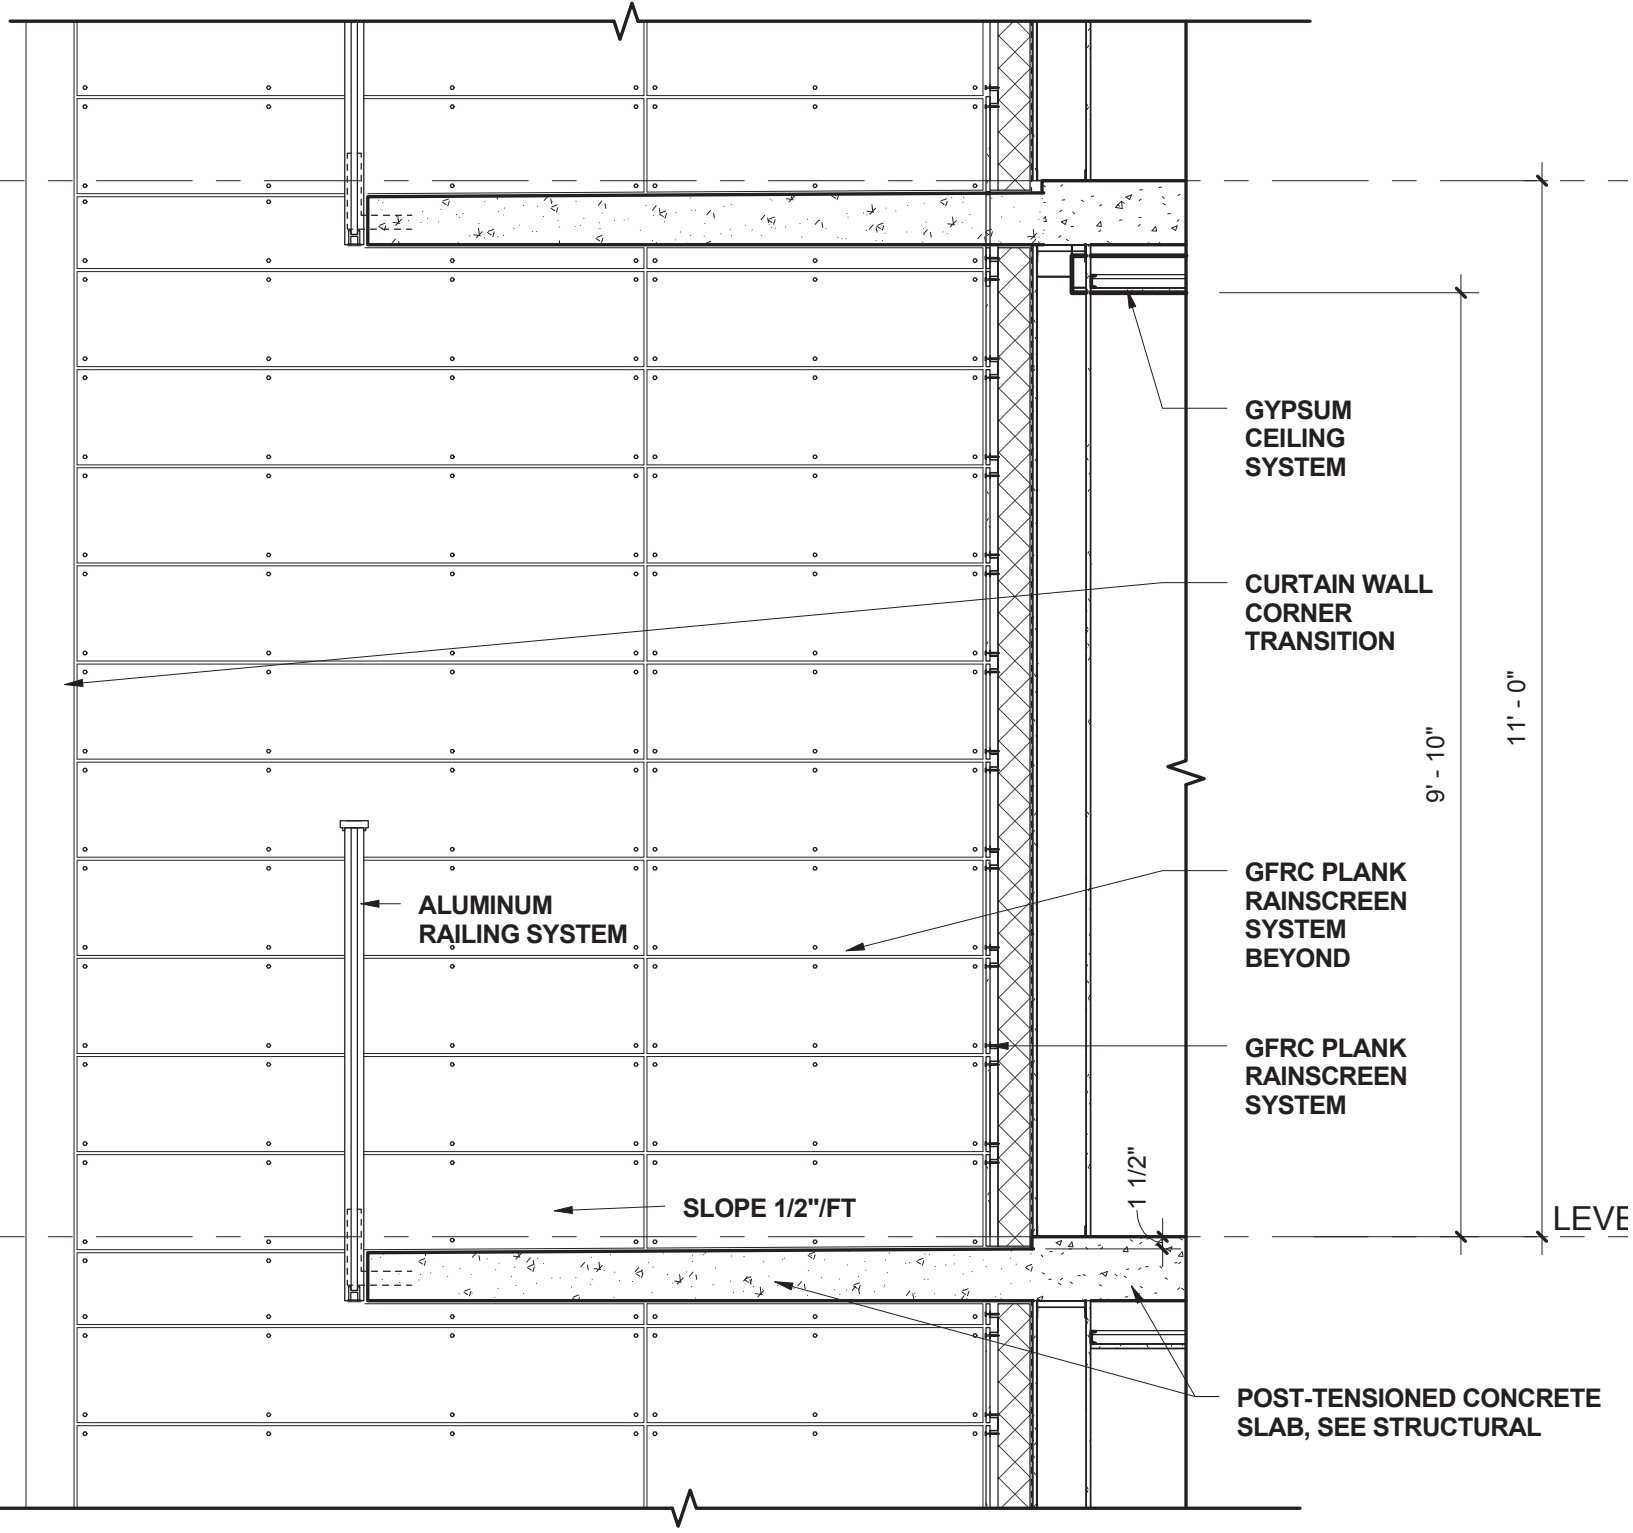 GYPSUM
CEILING
SYSTEM
CURTAIN WALL
CORNER
TRANSITION
11' - 0"
9' - 10"
GFRC PLANK
RAINSCREEN
SYSTEM
BEYOND
ALUMINUM
RAILING SYSTEM
GFRC PLANK
RAINSCREEN
SYSTEM
1 1/2"
SLOPE 1/2"/FT
LEVE
POST-TENSIONED CONCRETE
SLAB, SEE STRUCTURAL